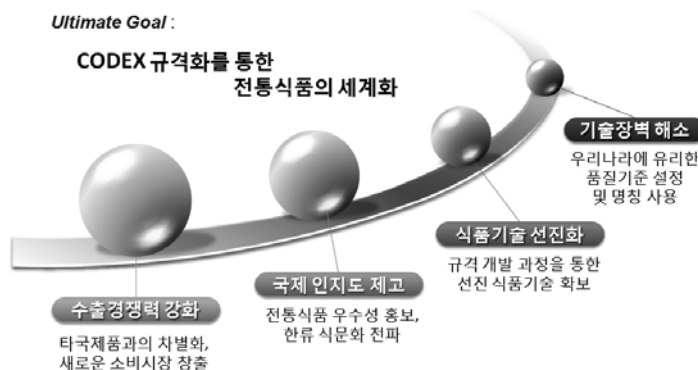 Ultimate Goal :
CODEX 규격화를 통한
전통식품의 세계화
기술장벽 해소
우리나라에 유리한
품질기준 설정
및 명칭 사용
식품기술 선진화
규격 개발 과정을 통한
선진 식품기술 확보
국제 인지도 제고
전통식품 우수성 홍보,
한류 식문화 전파
수출경쟁력 강화
타국제품과의 차별화,
새로운 소비시장 창출